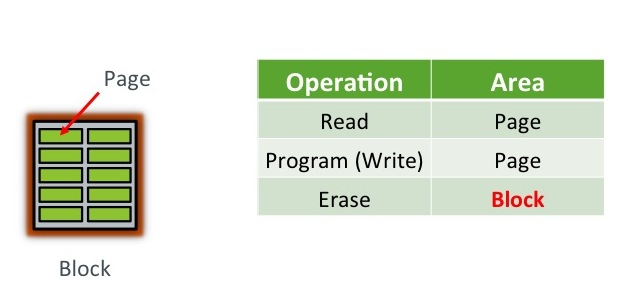 Page
Block
Operation Area
Read Page
Program (Write) Page
Erase Block